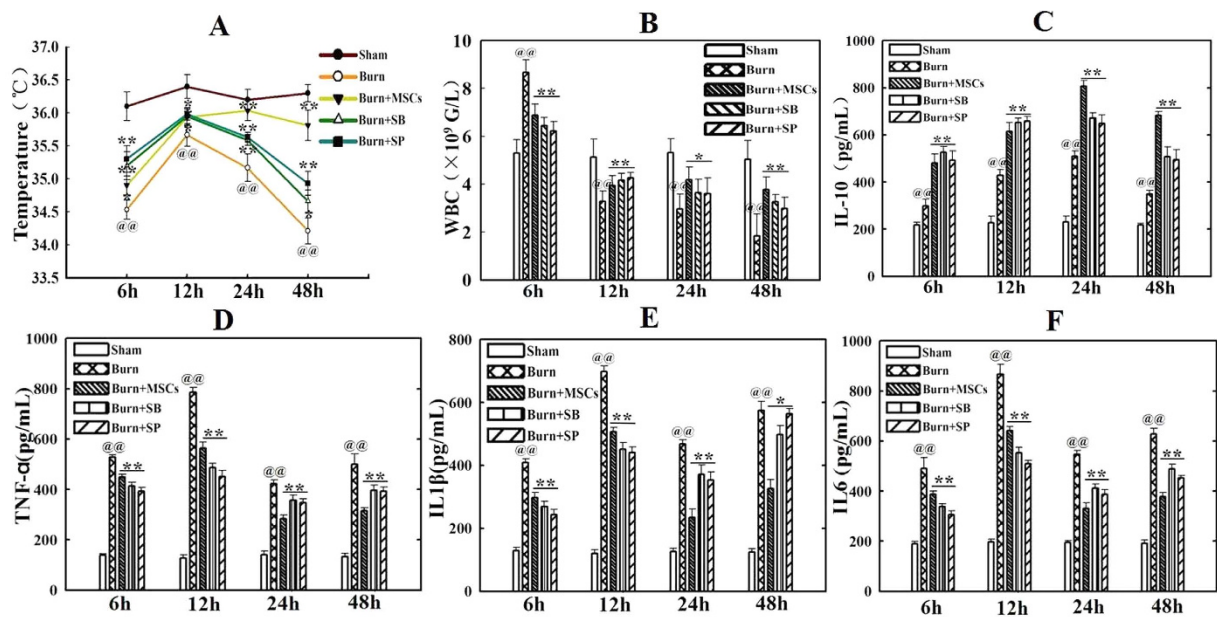 A
Temperature (℃)
37.0
36.5
36.0
35.5
35.0
34.5
34.0
33.5
6h 12h 24h 48h
Sham
Burn
Burn+MSCs
Burn+SB
Burn+SP
**
**
*
@@
*
*
@@
**
**
@@
**
**
*
@@
B
WBC (×10⁹ G/L)
10
8
6
4
2
0
6h 12h 24h 48h
Sham
Burn
Burn+MSCs
Burn+SB
Burn+SP
@@
**
@@
**
@@
*
@@
**
C
IL-10 (pg/mL)
1000
800
600
400
200
0
6h 12h 24h 48h
Sham
Burn
Burn+MSCs
Burn+SB
Burn+SP
@@
**
@@
**
@@
**
@@
**
D
TNF-α(pg/mL)
1000
800
600
400
200
0
6h 12h 24h 48h
Sham
Burn
Burn+MSCs
Burn+SB
Burn+SP
@@
**
@@
**
@@
**
@@
**
E
IL1β(pg/mL)
800
600
400
200
0
6h 12h 24h 48h
Sham
Burn
Burn+MSCs
Burn+SB
Burn+SP
@@
**
@@
**
@@
**
@@
*
F
IL6 (pg/mL)
1000
800
600
400
200
0
6h 12h 24h 48h
Sham
Burn
Burn+MSCs
Burn+SB
Burn+SP
@@
**
@@
**
@@
**
@@
**